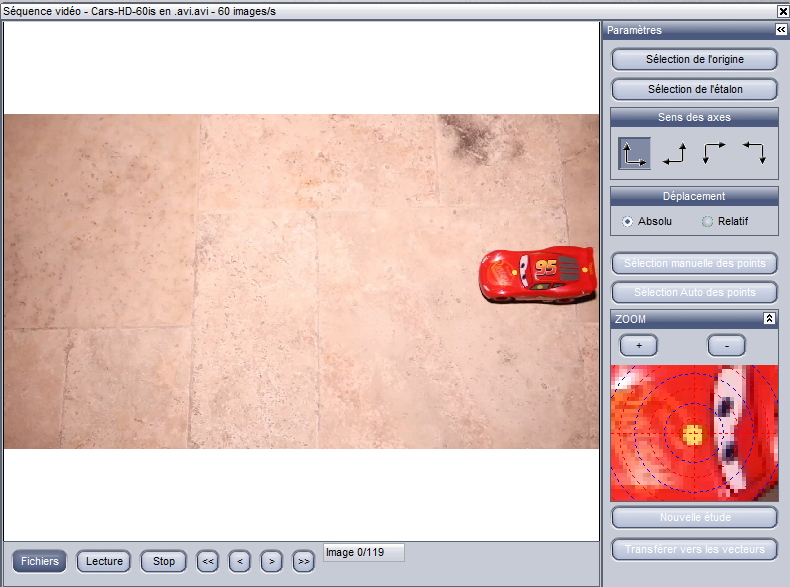 Séquence vidéo - Cars-HD-60is en .avi.avi - 60 images/s
Paramètres
Sélection de l'origine
Sélection de l'étalon
Sens des axes
Déplacement
Absolu
Relatif
Sélection manuelle des points
Sélection Auto des points
ZOOM
+
-
95
Nouvelle étude
Transférer vers les vecteurs
Fichiers
Lecture
Stop
<<
<
>
>>
Image 0/119